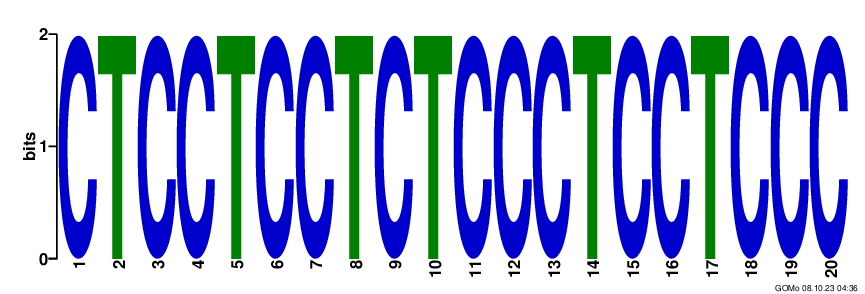 2
bits
1
0
CTCCTCCTCTCCCTCCTCCC
1 2 3 4 5 6 7 8 9 10 11 12 13 14 15 16 17 18 19 20
GOMo 08.10.23 04:36